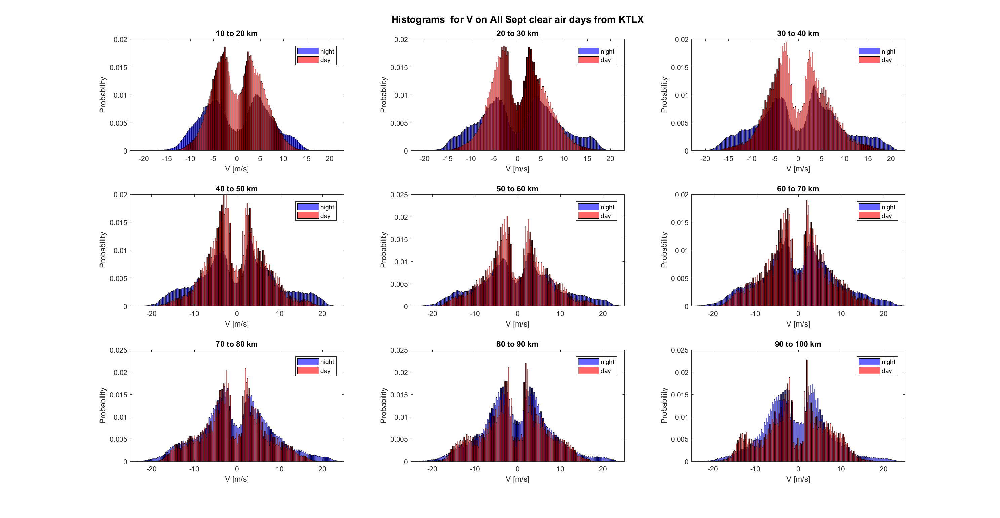 Histograms  for V on All Sept clear air days from KTLX
10 to 20 km
20 to 30 km
30 to 40 km
0.02
0.015
0.01
0.005
0
Probability
night
day
-20 -15 -10 -5 0 5 10 15 20
V [m/s]
0.02
0.015
0.01
0.005
0
Probability
night
day
-20 -15 -10 -5 0 5 10 15 20
V [m/s]
0.02
0.015
0.01
0.005
0
Probability
night
day
-20 -15 -10 -5 0 5 10 15 20
V [m/s]
40 to 50 km
50 to 60 km
60 to 70 km
0.02
0.015
0.01
0.005
0
Probability
night
day
-20 -10 0 10 20
V [m/s]
0.025
0.02
0.015
0.01
0.005
0
Probability
night
day
-20 -10 0 10 20
V [m/s]
0.02
0.015
0.01
0.005
0
Probability
night
day
-20 -10 0 10 20
V [m/s]
70 to 80 km
80 to 90 km
90 to 100 km
0.025
0.02
0.015
0.01
0.005
0
Probability
night
day
-20 -10 0 10 20
V [m/s]
0.025
0.02
0.015
0.01
0.005
0
Probability
night
day
-20 -10 0 10 20
V [m/s]
0.025
0.02
0.015
0.01
0.005
0
Probability
night
day
-20 -10 0 10 20
V [m/s]